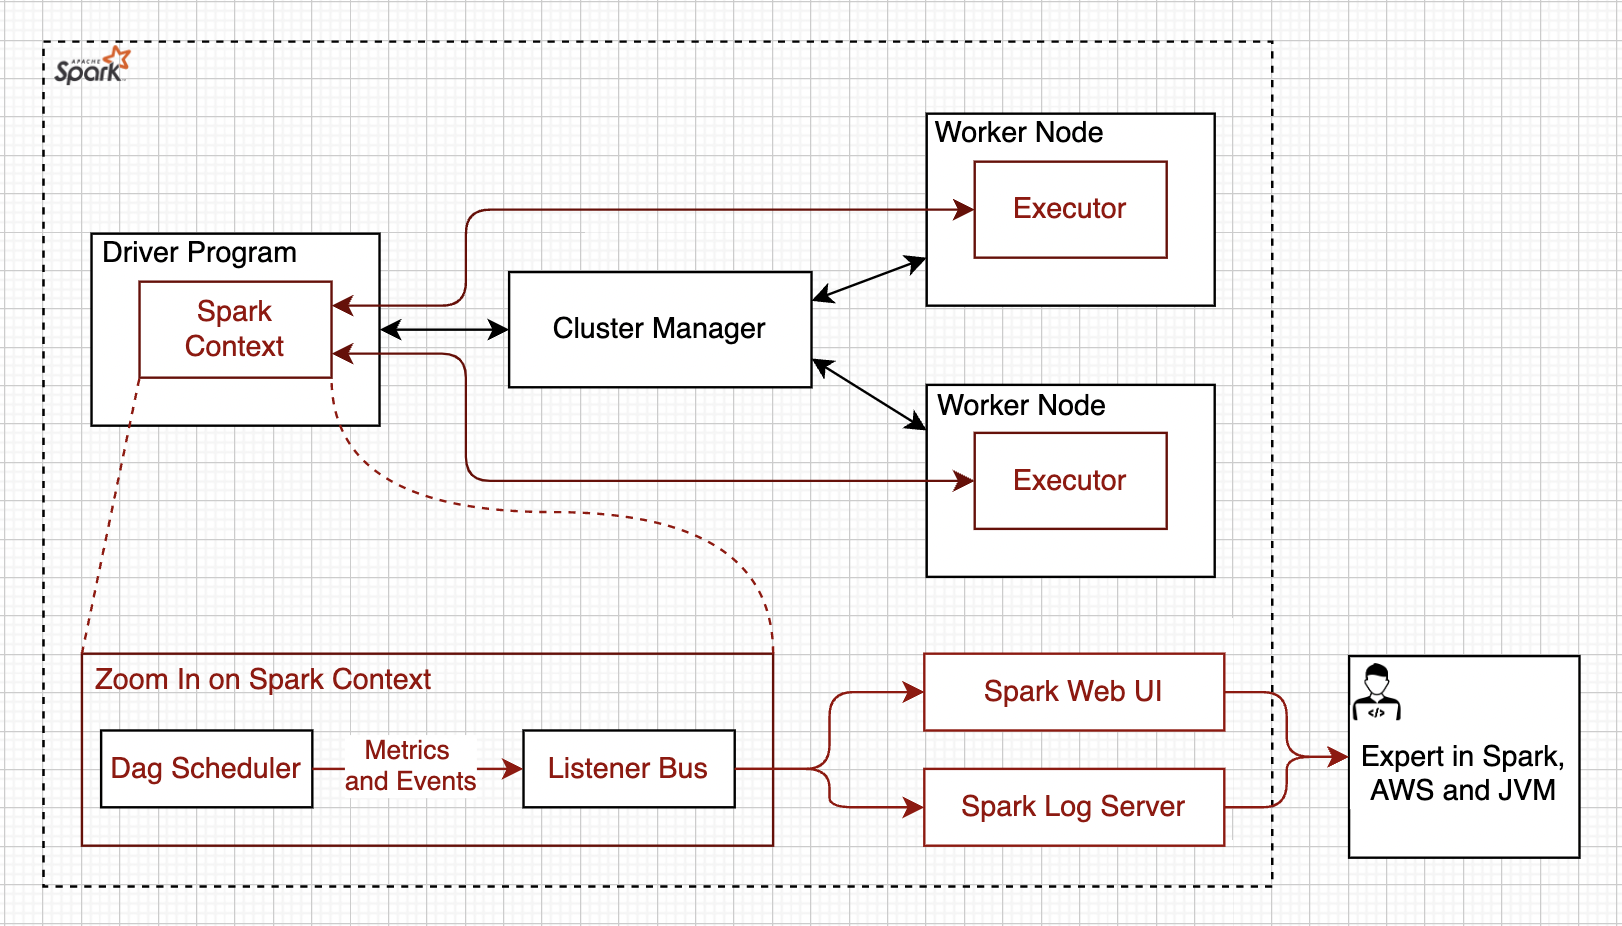 APACHE
Spark
Worker Node
Executor
Driver Program
Spark
Context
Cluster Manager
Worker Node
Executor
Zoom In on Spark Context
Dag Scheduler
Metrics
and Events
Listener Bus
Spark Web UI
Spark Log Server
</>
Expert in Spark,
AWS and JVM